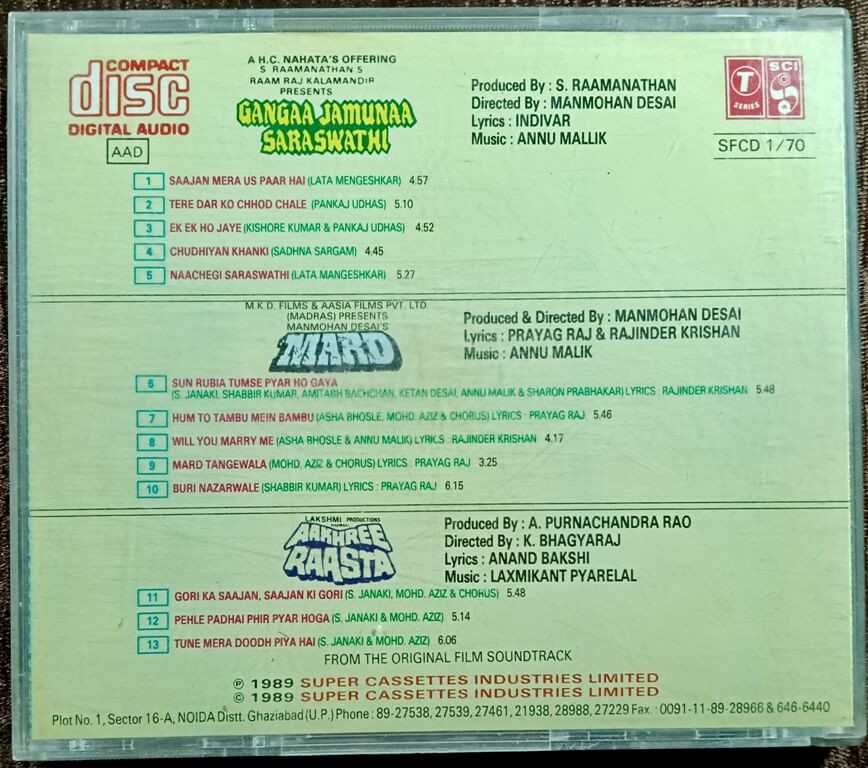 COMPACT
disc
DIGITAL AUDIO
AAD
A H.C. NAHATA'S OFFERING
S RAAMANATHAN S
RAAM RAJ KALAMANDIR
PRESENTS
GANGAA JAMUNAA
SARASWATHI
Produced By : S. RAAMANATHAN
Directed By : MANMOHAN DESAI
Lyrics : INDIVAR
Music : ANNU MALLIK
T
SERIES
SCI
SFCD 1/70
1 SAAJAN MERA US PAAR HAI (LATA MENGESHKAR) 4.57
2 TERE DAR KO CHHOD CHALE (PANKAJ UDHAS) 5.10
3 EK EK HO JAYE (KISHORE KUMAR & PANKAJ UDHAS) 4.52
4 CHUDHIYAN KHANKI (SADHNA SARGAM) 4.45
5 NAACHEGI SARASWATHI (LATA MANGESHKAR) 5.27
M.K.D. FILMS & AASIA FILMS PVT. LTD
(MADRAS) PRESENTS
MANMOHAN DESAI'S
MARD
Produced & Directed By : MANMOHAN DESAI
Lyrics : PRAYAG RAJ & RAJINDER KRISHAN
Music : ANNU MALIK
6 SUN RUBIA TUMSE PYAR HO GAYA
(S. JANAKI, SHABBIR KUMAR, AMITABH BACHCHAN, KETAN DESAI, ANNU MALIK & SHARON PRABHAKAR) LYRICS : RAJINDER KRISHAN 5.48
7 HUM TO TAMBU MEIN BAMBU (ASHA BHOSLE, MOHD. AZIZ & CHORUS) LYRICS : PRAYAG RAJ 5.46
8 WILL YOU MARRY ME (ASHA BHOSLE & ANNU MALIK) LYRICS : RAJINDER KRISHAN 4.17
9 MARD TANGEWALA (MOHD. AZIZ & CHORUS) LYRICS : PRAYAG RAJ 3.25
10 BURI NAZARWALE (SHABBIR KUMAR) LYRICS : PRAYAG RAJ 6.15
LAKSHMI PRODUCTIONS
AAKHREE
RAASTA
Produced By : A. PURNACHANDRA RAO
Directed By : K. BHAGYARAJ
Lyrics : ANAND BAKSHI
Music : LAXMIKANT PYARELAL
11 GORI KA SAAJAN, SAAJAN KI GORI (S. JANAKI, MOHD. AZIZ & CHORUS) 5.48
12 PEHLE PADHAI PHIR PYAR HOGA (S. JANAKI & MOHD. AZIZ) 5.14
13 TUNE MERA DOODH PIYA HAI (S. JANAKI & MOHD. AZIZ) 6.06
FROM THE ORIGINAL FILM SOUNDTRACK
℗ 1989 SUPER CASSETTES INDUSTRIES LIMITED
© 1989 SUPER CASSETTES INDUSTRIES LIMITED
Plot No. 1, Sector 16-A, NOIDA Distt. Ghaziabad (U.P.) Phone : 89-27538, 27539, 27461, 21938, 28988, 27229 Fax : 0091-11-89-28966 & 646-6440